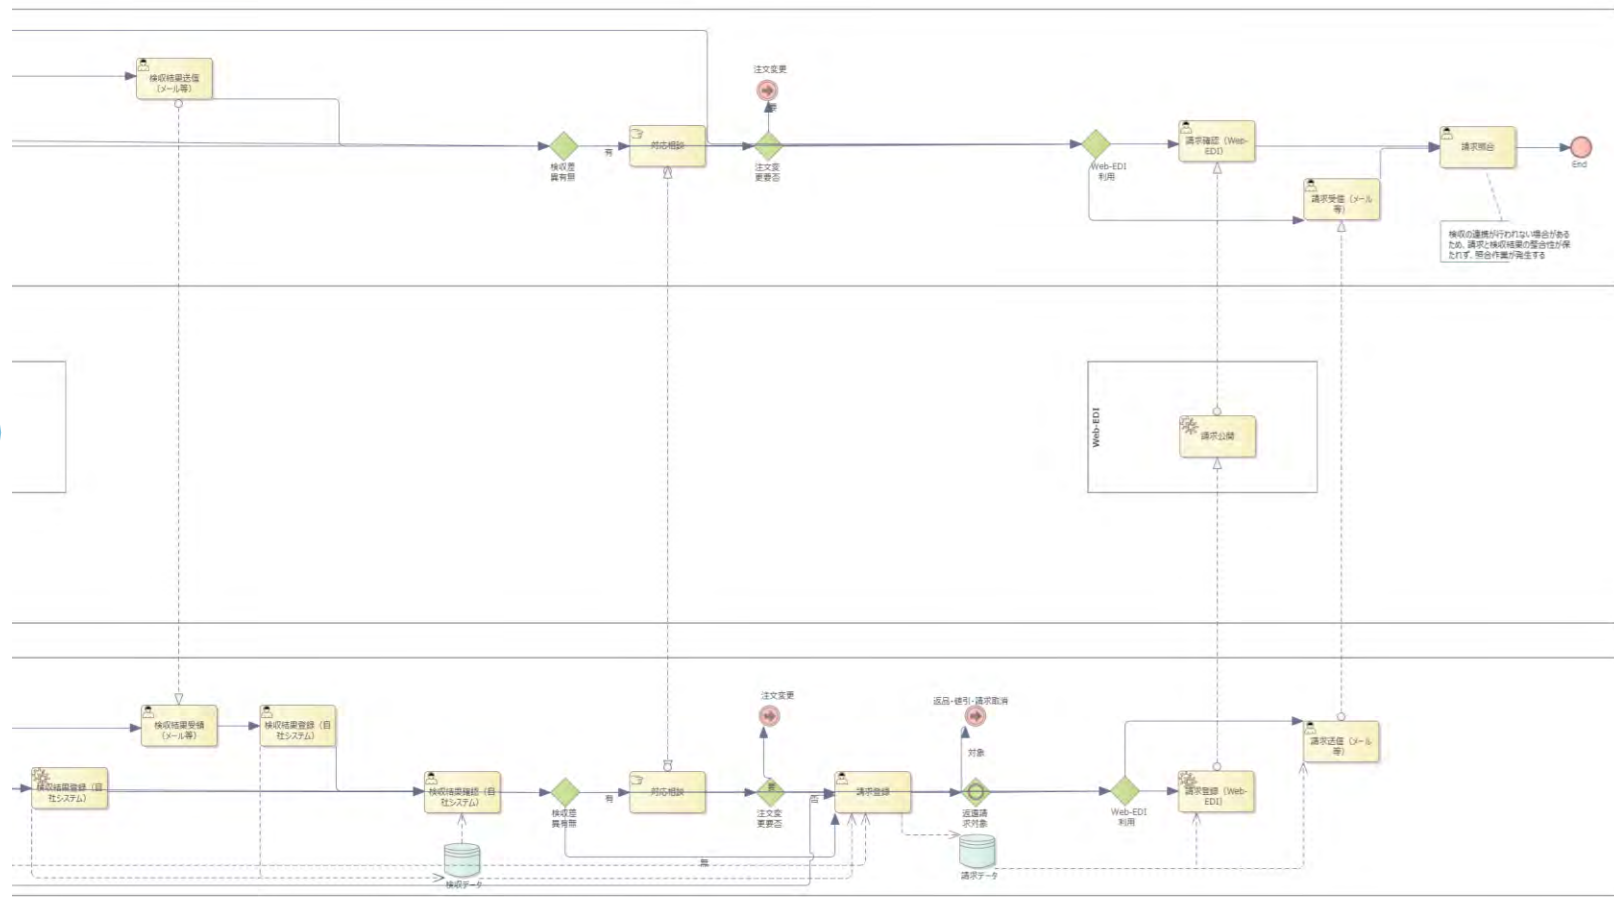 注文変更
検収結果送信
(メール等)
要
有
対応相談
検収差
異有無
注文変
更要否
Web-EDI
利用
請求確認（Web-
EDI）
請求照合
End
請求受信（メール
等）
検収の連携が行われない場合がある
ため、請求と検収結果の整合性が保
たれず、照合作業が発生する
Web-EDI
請求公開
注文変更
返品・値引・請求取消
検収結果受領
(メール等)
検収結果登録（自
社システム）
対象
請求送信（メール
等）
検収結果登録（自
社システム）
検収結果確認（自
社システム）
有
対応相談
要
否
請求登録
請求登録（Web-
EDI）
検収差
異有無
注文変
更要否
求対象
Web-EDI
利用
無
検収データ
請求データ